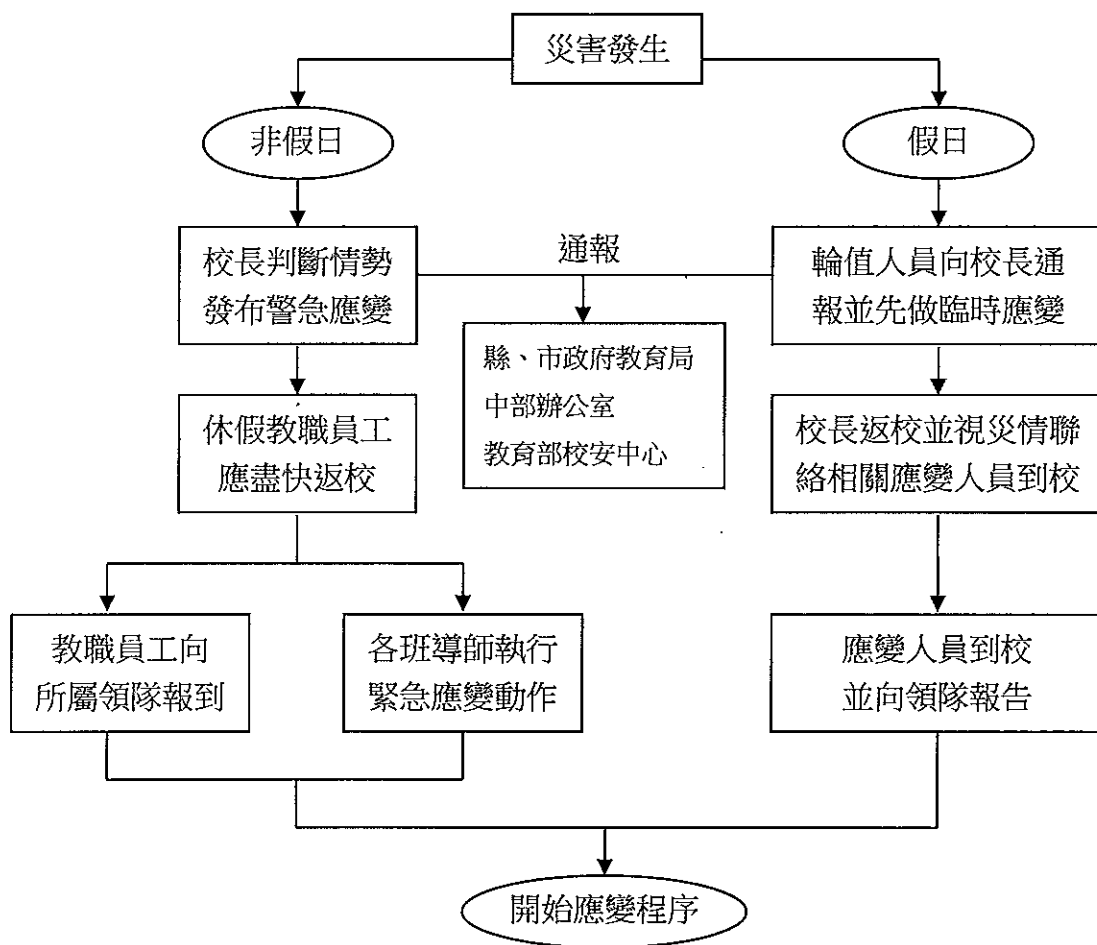 災害發生
非假日
假日
校長判斷情勢
發布警急應變
通報
輪值人員向校長通
報並先做臨時應變
縣、市政府教育局
中部辦公室
教育部校安中心
休假教職員工
應盡快返校
校長返校並視災情聯
絡相關應變人員到校
教職員工向
所屬領隊報到
各班導師執行
緊急應變動作
應變人員到校
並向領隊報告
開始應變程序